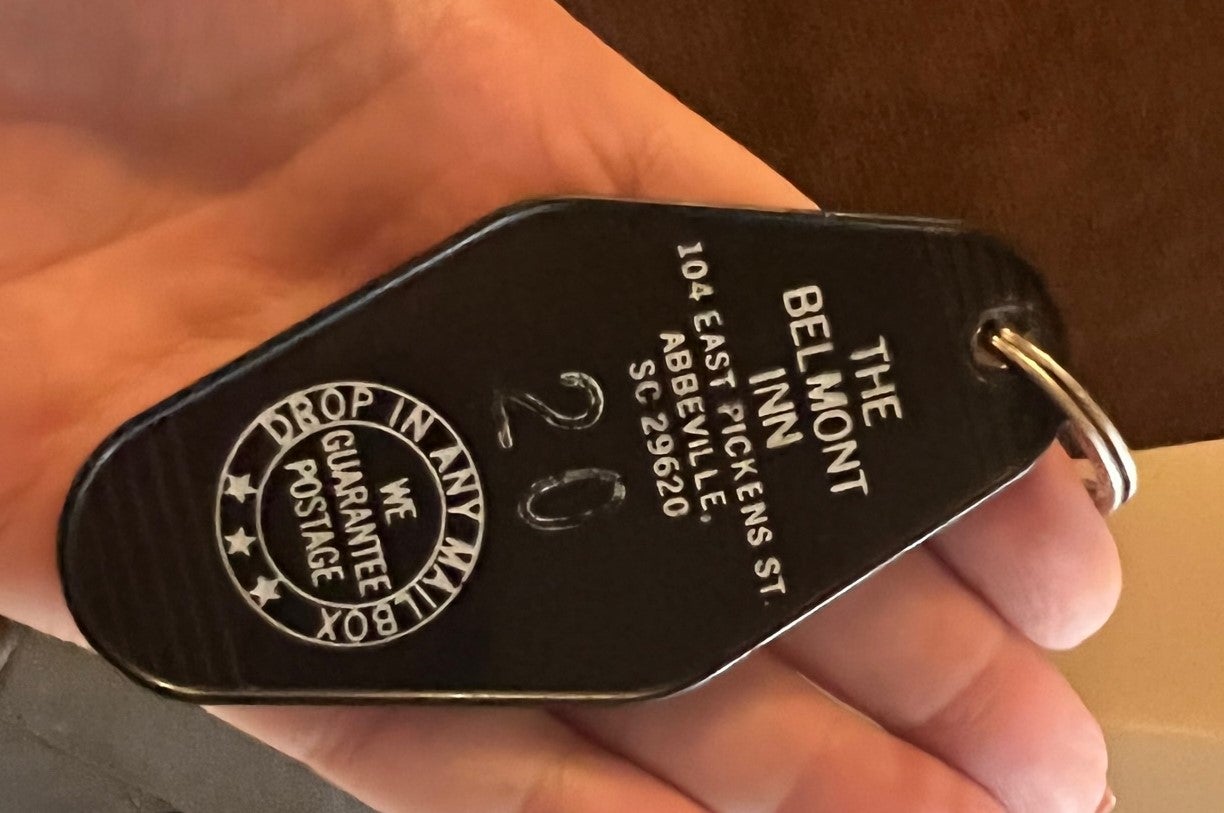 THE
BELMONT
INN
104 EAST PICKENS ST.
ABBEVILLE,
SC 29620
20
DROP IN ANY MAILBOX
WE
GUARANTEE
POSTAGE